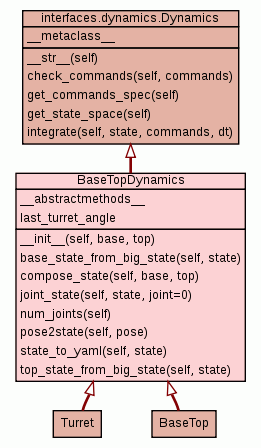 interfaces.dynamics.Dynamics
__metaclass__
__str__(self)
check_commands(self, commands)
get_commands_spec(self)
get_state_space(self)
integrate(self, state, commands, dt)
BaseTopDynamics
__abstractmethods__
last_turret_angle
__init__(self, base, top)
base_state_from_big_state(self, state)
compose_state(self, base, top)
joint_state(self, state, joint=0)
num_joints(self)
pose2state(self, pose)
state_to_yaml(self, state)
top_state_from_big_state(self, state)
Turret
BaseTop